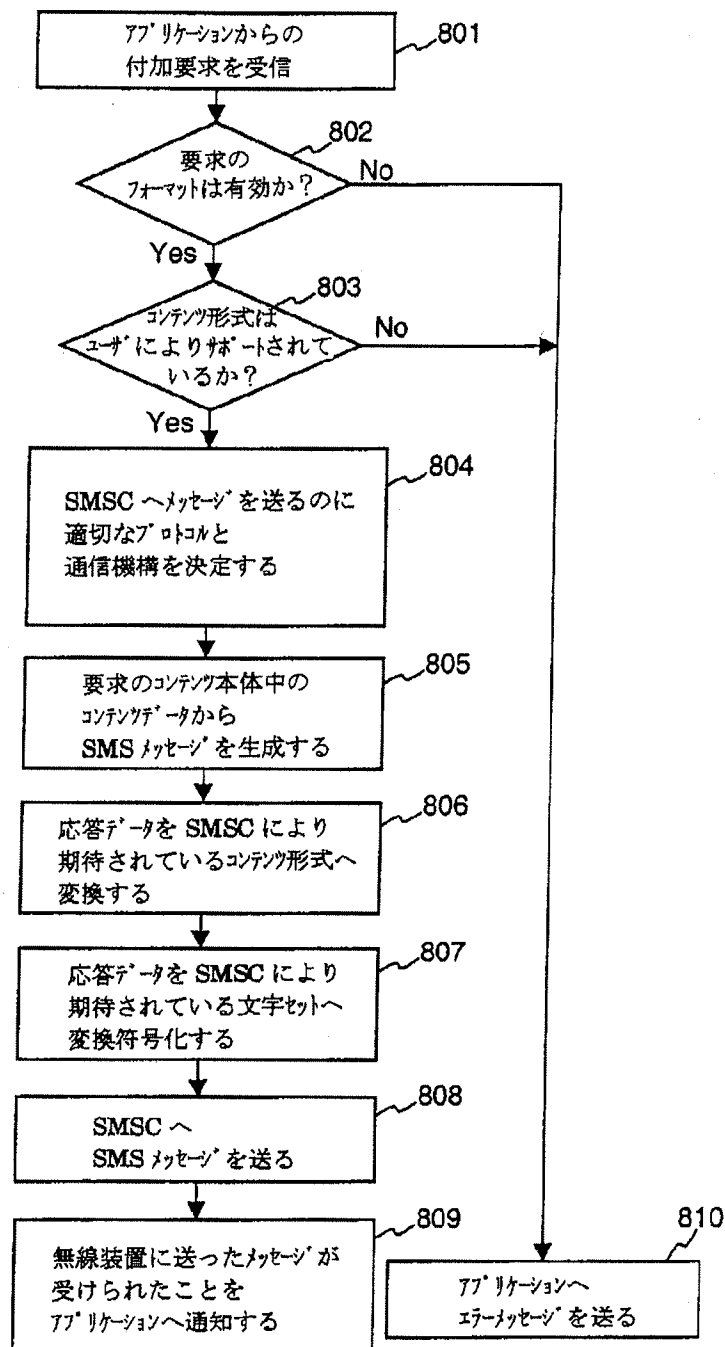 アプリケーションからの
付加要求を受信
801
802
要求の
フォーマットは有効か？
No
Yes
803
コンテンツ形式は
ユーザによりサポートされて
いるか？
No
Yes
804
SMSC へメッセージを送るのに
適切なプロトコルと
通信機構を決定する
805
要求のコンテンツ本体中の
コンテンツデータから
SMS メッセージを生成する
806
応答データを SMSC により
期待されているコンテンツ形式へ
変換する
807
応答データを SMSC により
期待されている文字セットへ
変換符号化する
808
SMSC へ
SMS メッセージを送る
809
無線装置に送ったメッセージが
受けられたことを
アプリケーションへ通知する
810
アプリケーションへ
エラーメッセージを送る